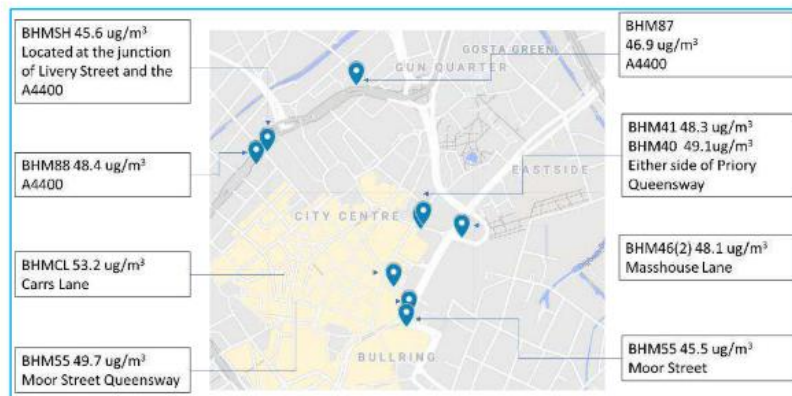 BHMSH 45.6 ug/m³
Located at the junction
of Livery Street and the
A4400
BHM88 48.4 ug/m³
A4400
BHMCL 53.2 ug/m³
Carrs Lane
BHM55 49.7 ug/m³
Moor Street Queensway
GOSTA GREEN
GUN QUARTER
EASTSIDE
CITY CENTRE
BULLRING
BHM87
46.9 ug/m³
A4400
BHM41 48.3 ug/m³
BHM40 49.1ug/m³
Either side of Priory
Queensway
BHM46(2) 48.1 ug/m³
Masshouse Lane
BHM55 45.5 ug/m³
Moor Street